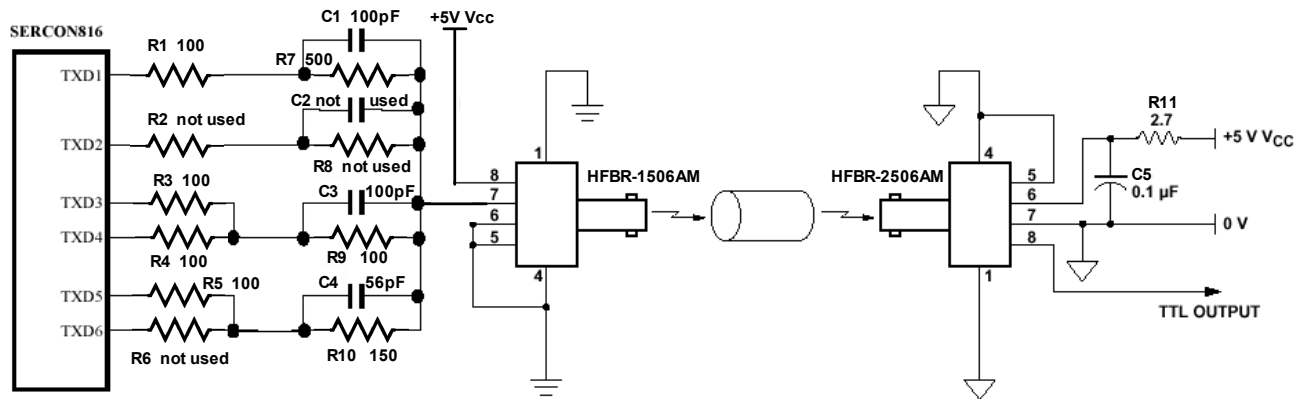 SERCON816
TXD1
TXD2
TXD3
TXD4
TXD5
TXD6
R1 100
R2 not used
R3 100
R4 100
R5 100
R6 not used
C1 100pF
R7 500
C2 not used
R8 not used
C3 100pF
R9 100
C4 56pF
R10 150
+5V Vcc
1
8
7
6
5
4
HFBR-1506AM
HFBR-2506AM
4
5
6
7
8
1
R11
2.7
+5 V VCC
C5
0.1 µF
0 V
TTL OUTPUT